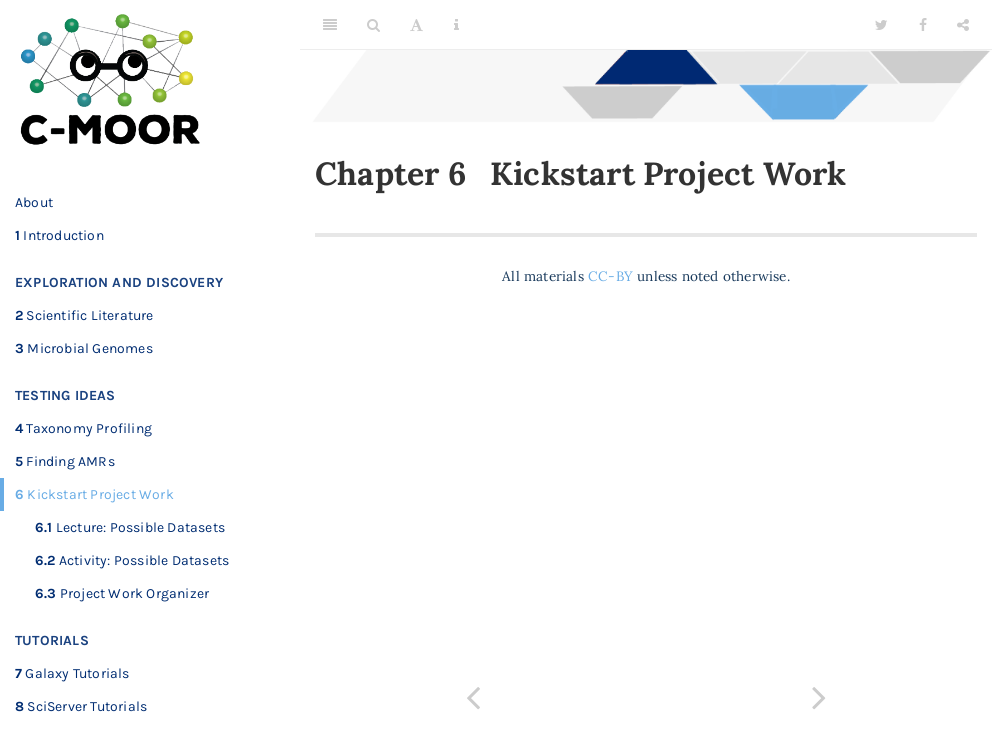 C-MOOR
About
1 Introduction
EXPLORATION AND DISCOVERY
2 Scientific Literature
3 Microbial Genomes
TESTING IDEAS
4 Taxonomy Profiling
5 Finding AMRs
6 Kickstart Project Work
6.1 Lecture: Possible Datasets
6.2 Activity: Possible Datasets
6.3 Project Work Organizer
TUTORIALS
7 Galaxy Tutorials
8 SciServer Tutorials
A
Chapter 6 Kickstart Project Work
All materials CC-BY unless noted otherwise.